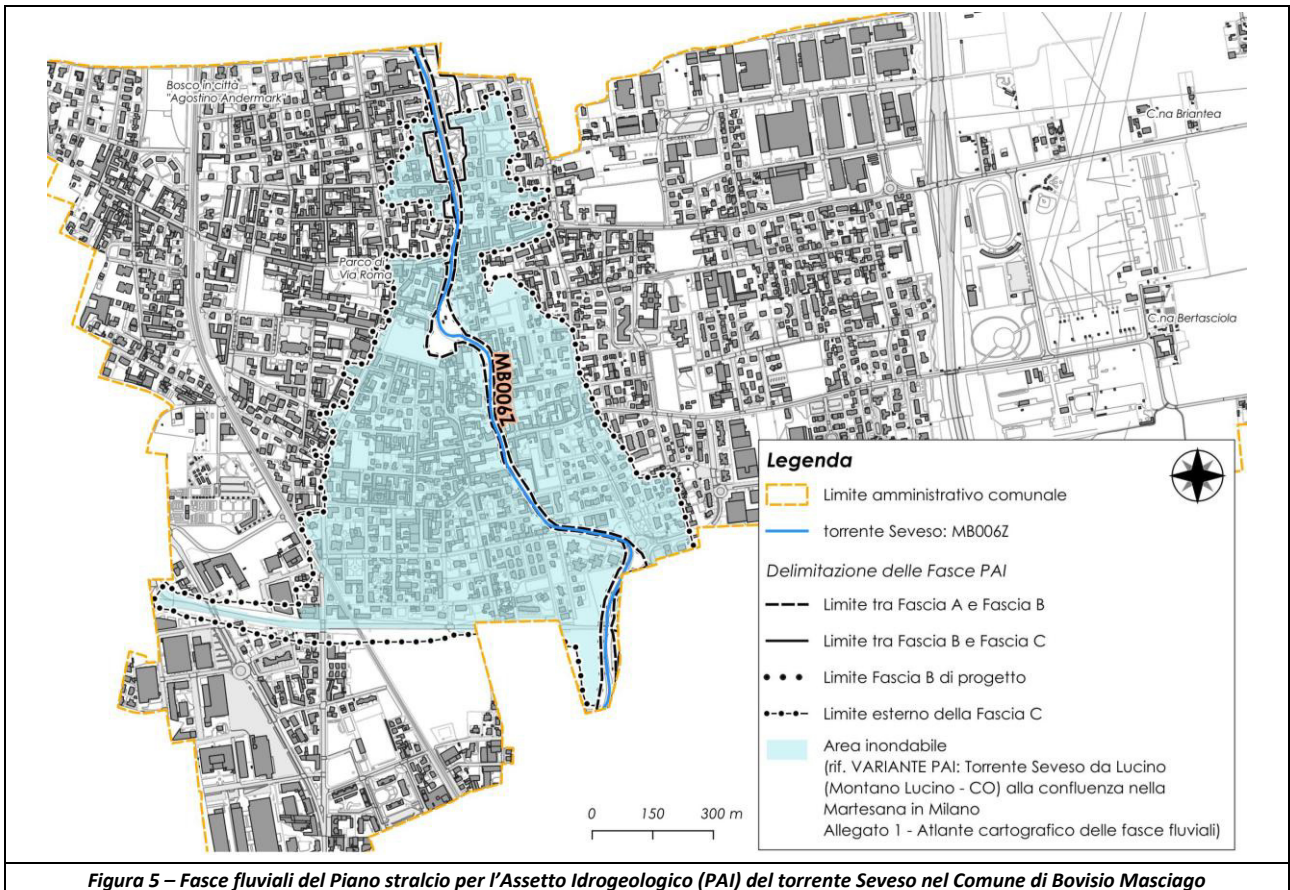 Bosco in città
"Agostino Andermark"
C.na Briantea
Parco di
Via Roma
C.na Bertasciola
MB006Z
Legenda
Limite amministrativo comunale
torrente Seveso: MB006Z
Delimitazione delle Fasce PAI
Limite tra Fascia A e Fascia B
Limite tra Fascia B e Fascia C
Limite Fascia B di progetto
Limite esterno della Fascia C
Area inondabile
(rif. VARIANTE PAI: Torrente Seveso da Lucino
(Montano Lucino - CO) alla confluenza nella
Martesana in Milano
Allegato 1 - Atlante cartografico delle fasce fluviali)
0 150 300 m
Figura 5 – Fasce fluviali del Piano stralcio per l'Assetto Idrogeologico (PAI) del torrente Seveso nel Comune di Bovisio Masciago